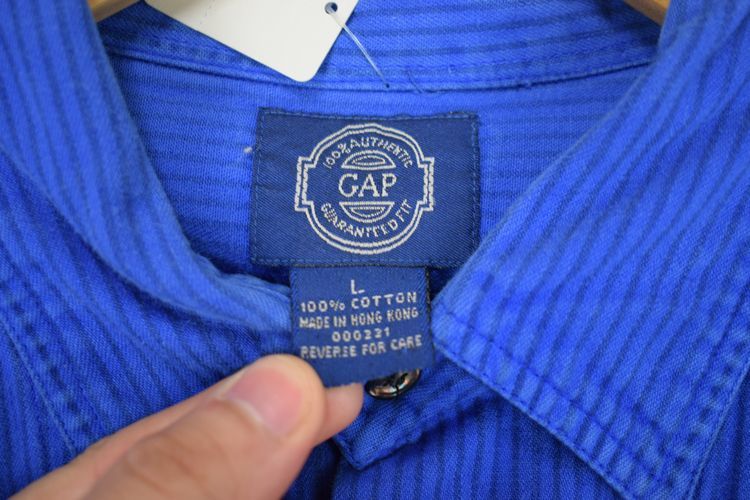 100% AUTHENTIC
GAP
GUARANTEED FIT
L
100% COTTON
MADE IN HONG KONG
000221
REVERSE FOR CARE